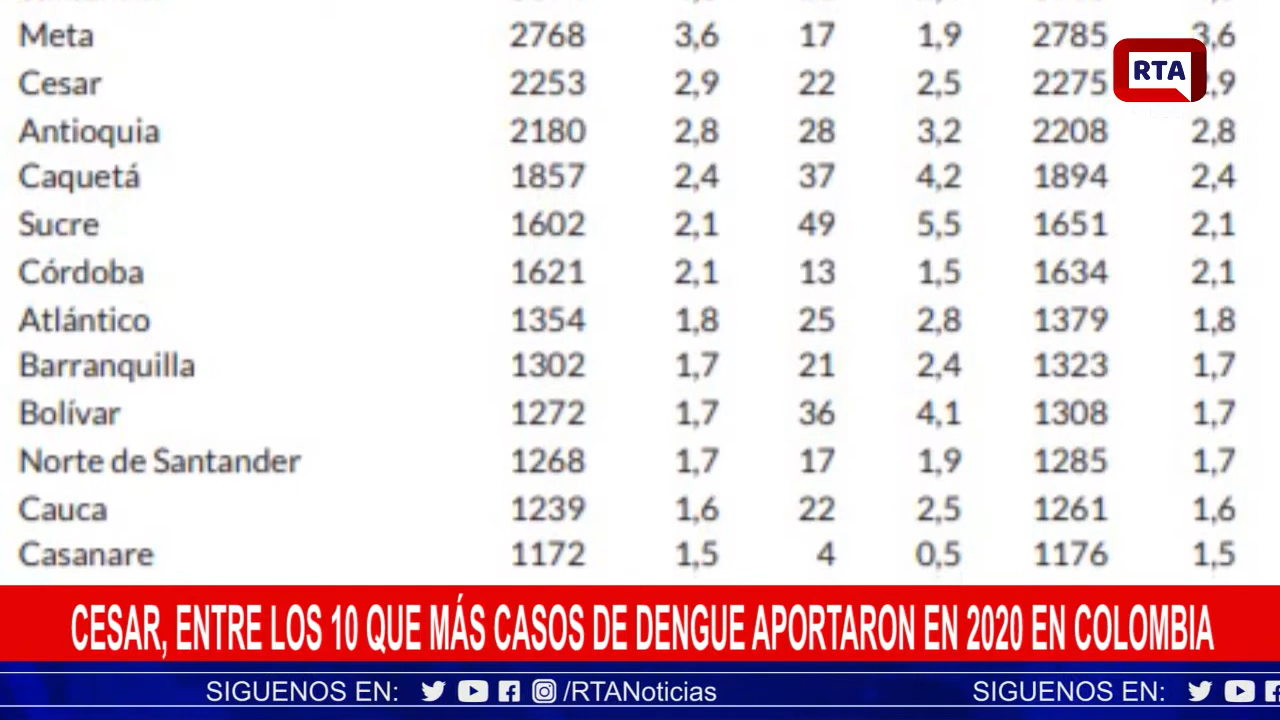 Meta 2768 3,6 17 1,9 2785 3,6
RTA
Cesar 2253 2,9 22 2,5 2275 ,9
Antioquia 2180 2,8 28 3,2 2208 2,8
Caquetá 1857 2,4 37 4,2 1894 2,4
Sucre 1602 2,1 49 5,5 1651 2,1
Córdoba 1621 2,1 13 1,5 1634 2,1
Atlántico 1354 1,8 25 2,8 1379 1,8
Barranquilla 1302 1,7 21 2,4 1323 1,7
Bolívar 1272 1,7 36 4,1 1308 1,7
Norte de Santander 1268 1,7 17 1,9 1285 1,7
Cauca 1239 1,6 22 2,5 1261 1,6
Casanare 1172 1,5 4 0,5 1176 1,5
CESAR, ENTRE LOS 10 QUE MÁS CASOS DE DENGUE APORTARON EN 2020 EN COLOMBIA
SIGUENOS EN: /RTANoticias SIGUENOS EN: